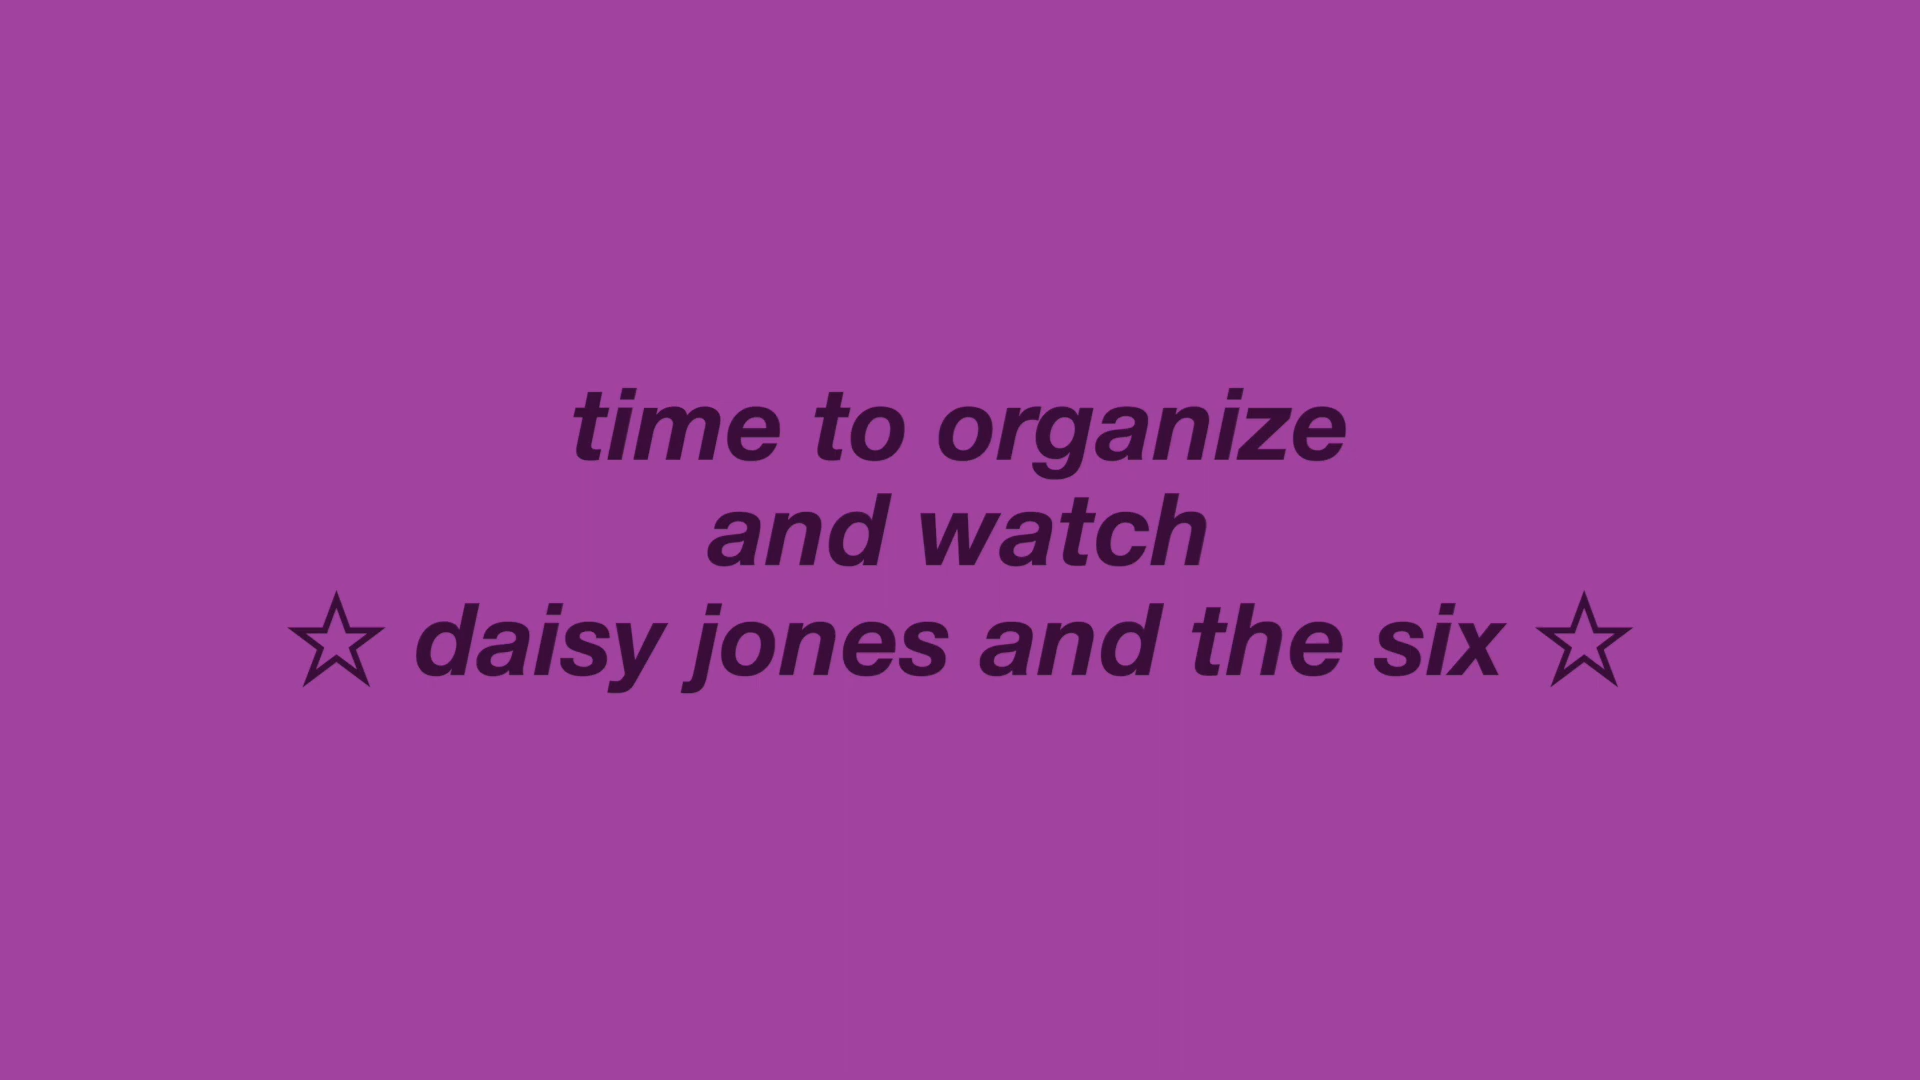 time to organize
and watch
☆ daisy jones and the six ☆